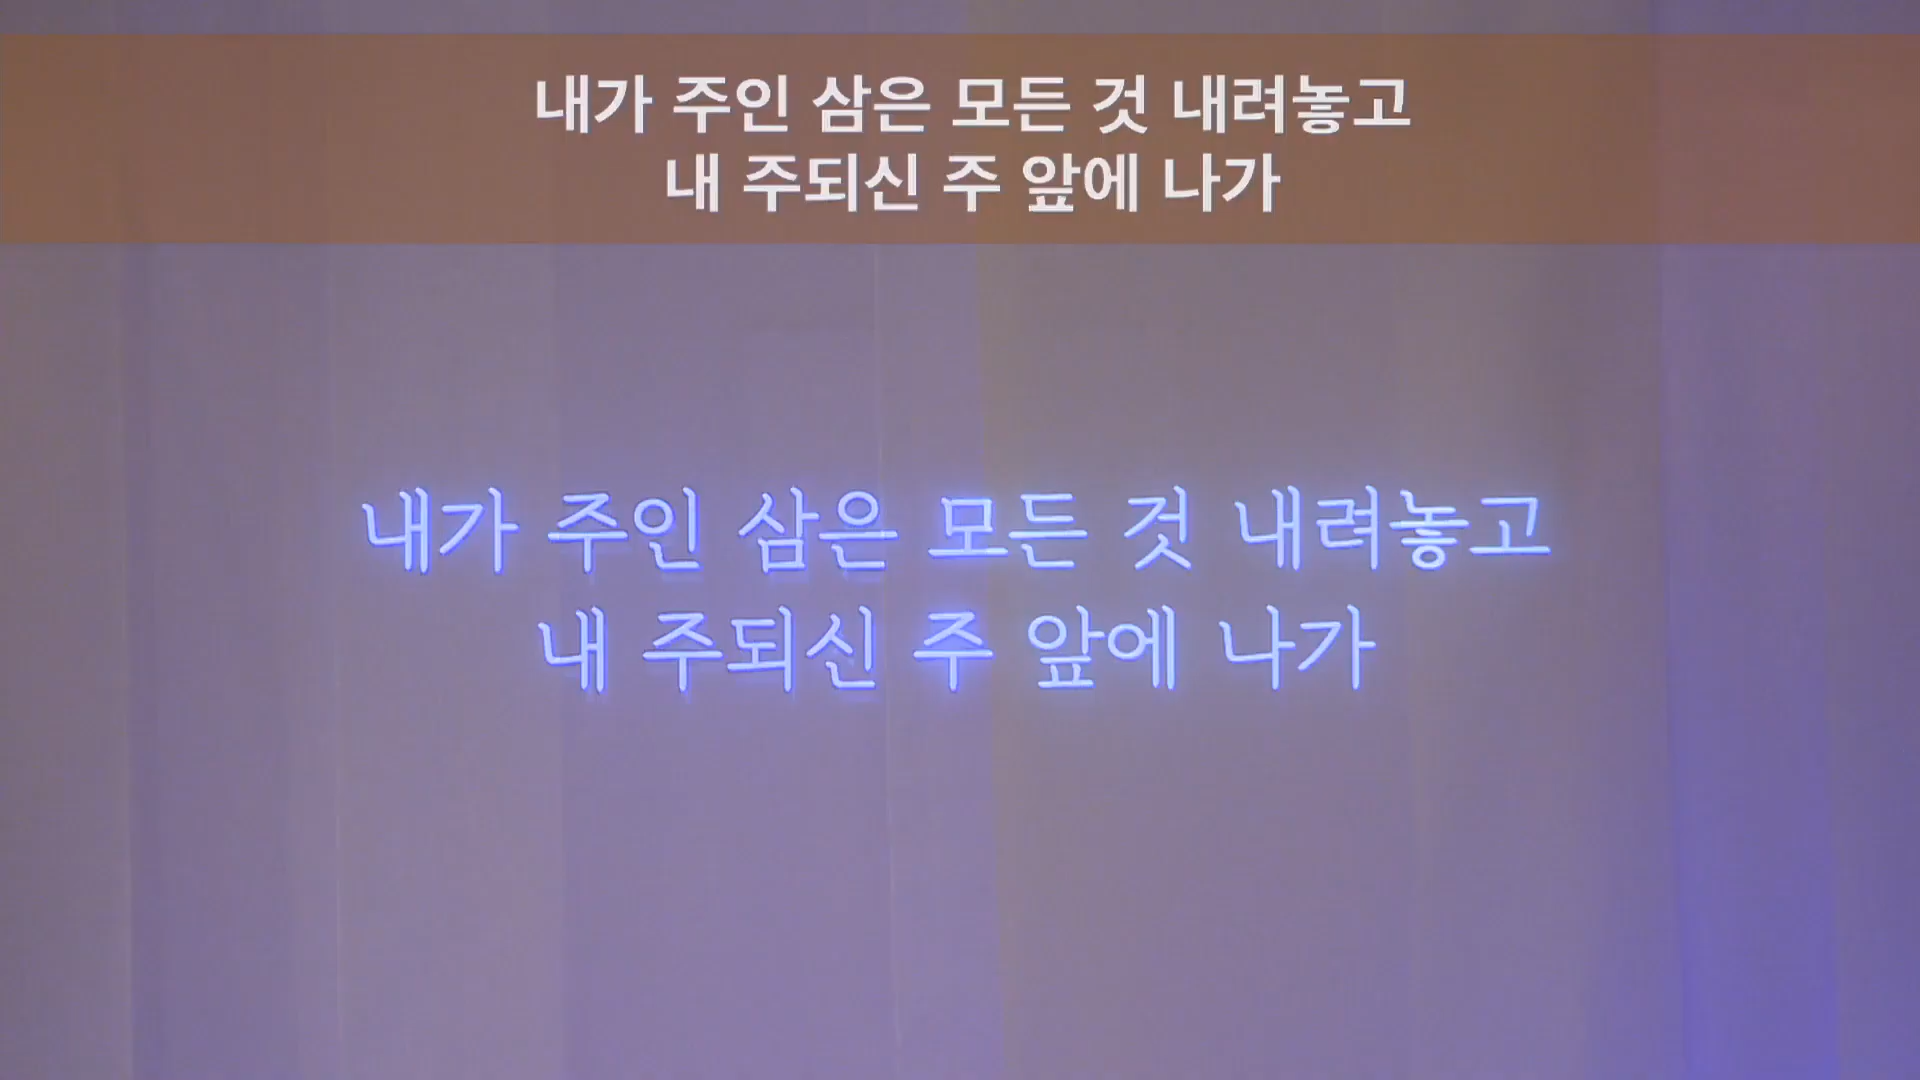 내가 주인 삼은 모든 것 내려놓고
내 주되신 주 앞에 나가
내가 주인 삼은 모든 것 내려놓고
내 주되신 주 앞에 나가